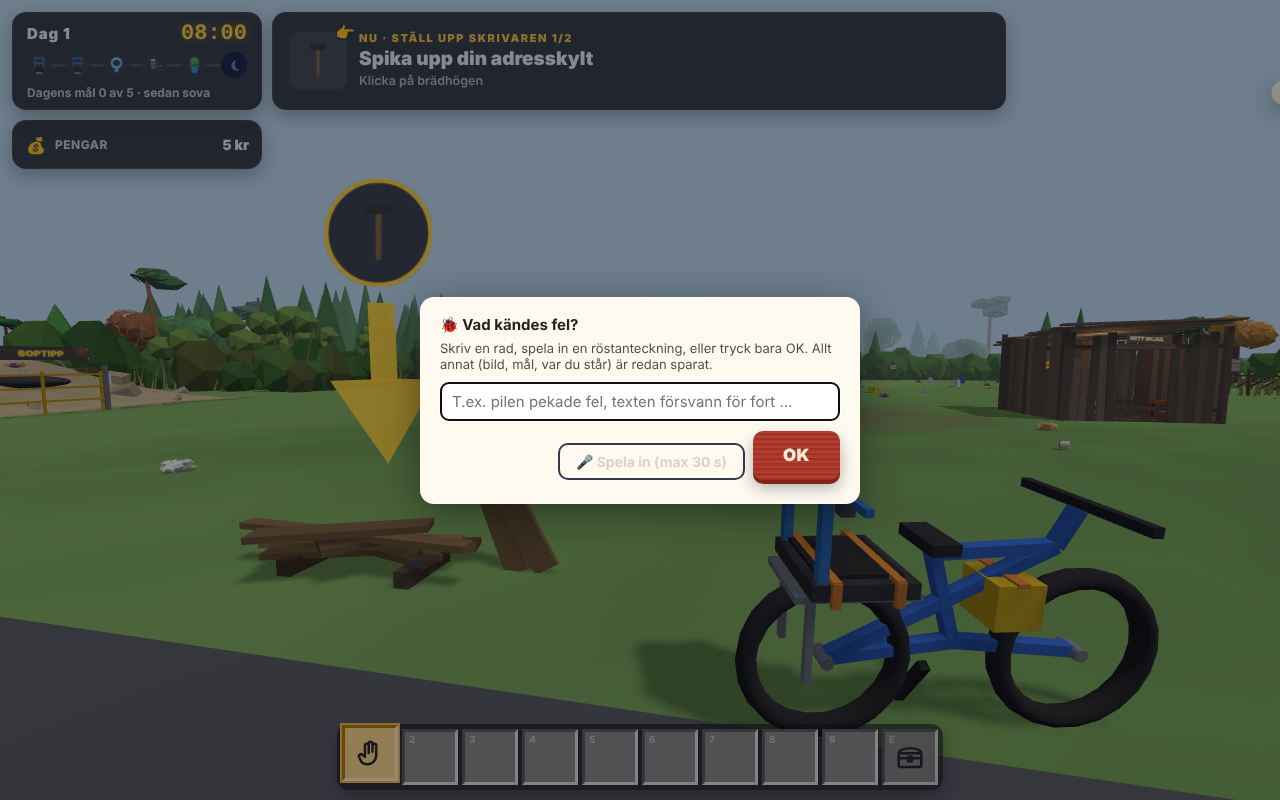 Dag 1
08:00
Dagens mål 0 av 5 · sedan sova
NU · STÄLL UPP SKRIVAREN 1/2
Spika upp din adresskylt
Klicka på brädhögen
PENGAR
5 kr
SOPTIPP
DITT SKJUL
Vad kändes fel?
Skriv en rad, spela in en röstanteckning, eller tryck bara OK. Allt
annat (bild, mål, var du står) är redan sparat.
T.ex. pilen pekade fel, texten försvann för fort ...
Spela in (max 30 s)
OK
2
3
4
5
6
7
8
9
E